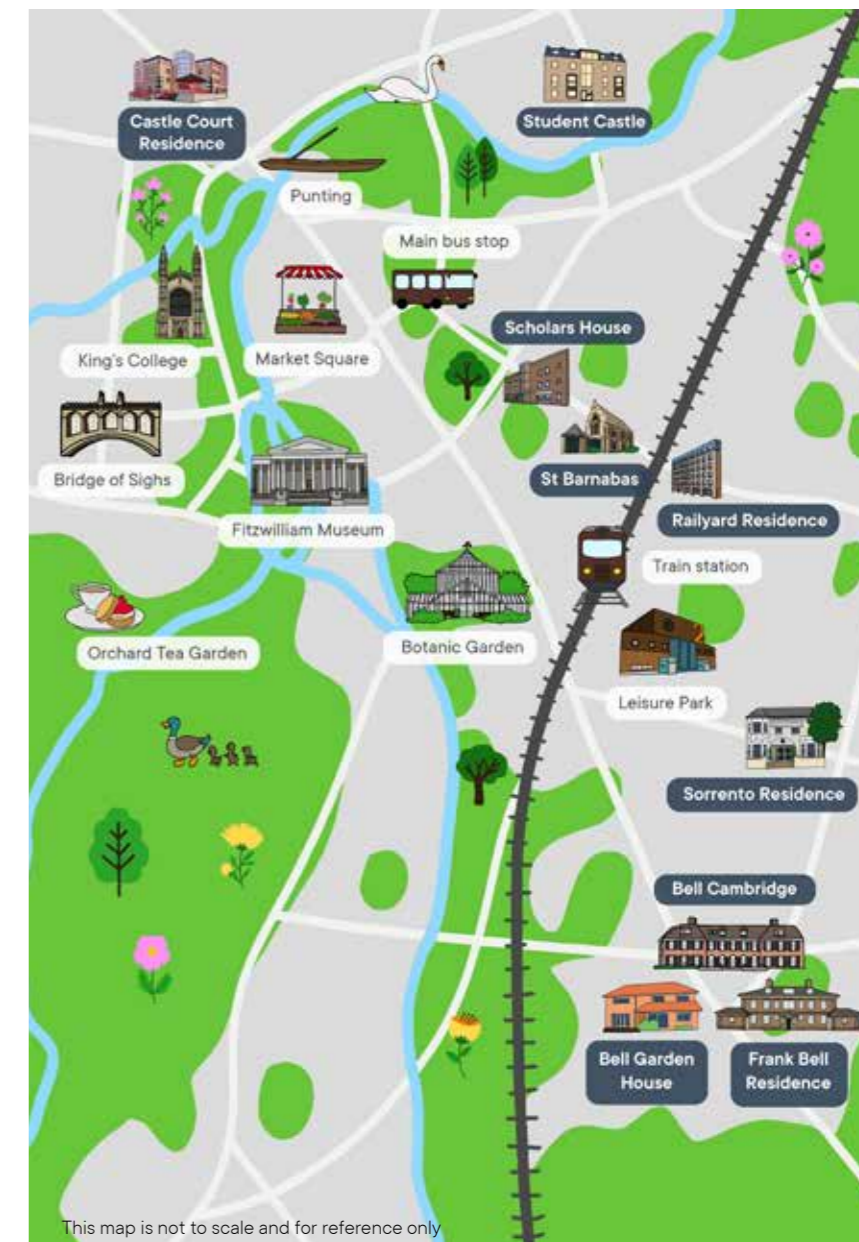 Castle Court
Residence
Student Castle
Punting
Main bus stop
Scholars House
King's College
Market Square
Bridge of Sighs
St Barnabas
Railyard Residence
Fitzwilliam Museum
Train station
Orchard Tea Garden
Botanic Garden
Leisure Park
Sorrento Residence
Bell Cambridge
Bell Garden
House
Frank Bell
Residence
This map is not to scale and for reference only